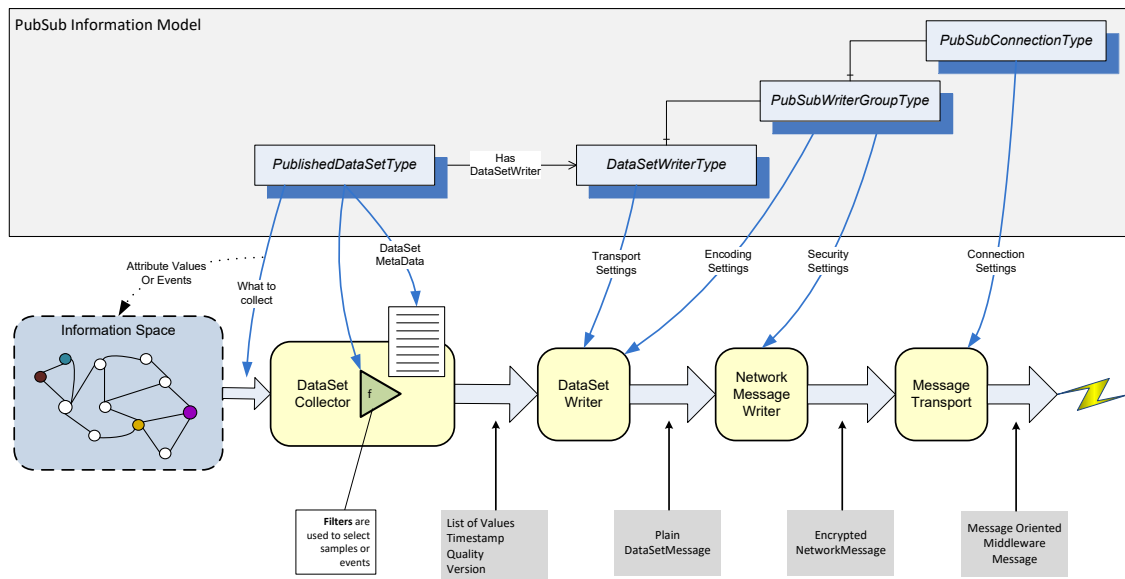 PubSub Information Model
PubSubConnectionType
PubSubWriterGroupType
PublishedDataSetType
Has
DataSetWriter
DataSetWriterType
Attribute Values
Or Events
What to
collect
DataSet
MetaData
Transport
Settings
Encoding
Settings
Security
Settings
Connection
Settings
Information Space
DataSet
Collector
f
DataSet
Writer
Network
Message
Writer
Message
Transport
Filters are
used to select
samples or
events
List of Values
Timestamp
Quality
Version
Plain
DataSetMessage
Encrypted
NetworkMessage
Message Oriented
Middleware
Message